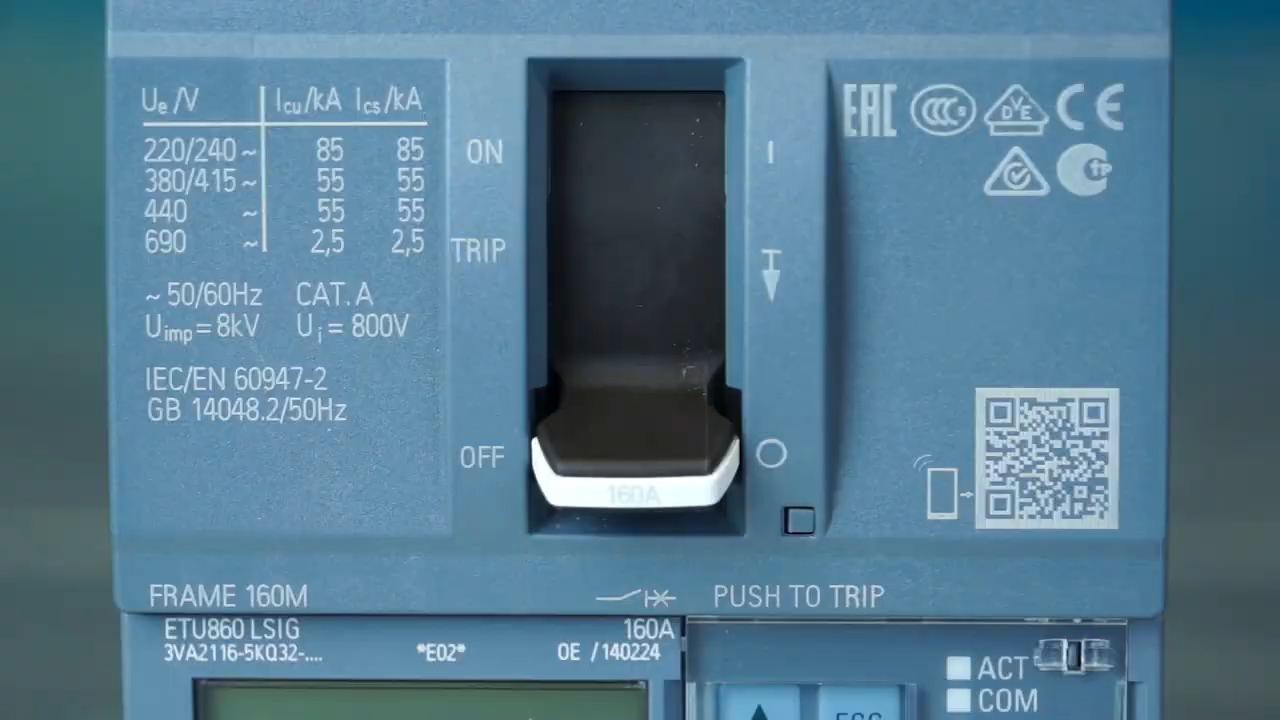 Ue/V Icu/kA Ics/kA
220/240 ~ 85 85
380/415 ~ 55 55
440 ~ 55 55
690 ~ 2,5 2,5
~ 50/60Hz CAT. A
Uimp = 8kV Ui = 800V
IEC/EN 60947-2
GB 14048.2/50Hz
ON I
TRIP
OFF O
160A
EAC CCC DVE CE
FRAME 160M
PUSH TO TRIP
ETU860 LSIG 160A
3VA2116-5KQ32-.... *E02* OE /140224
ACT
COM
ESC